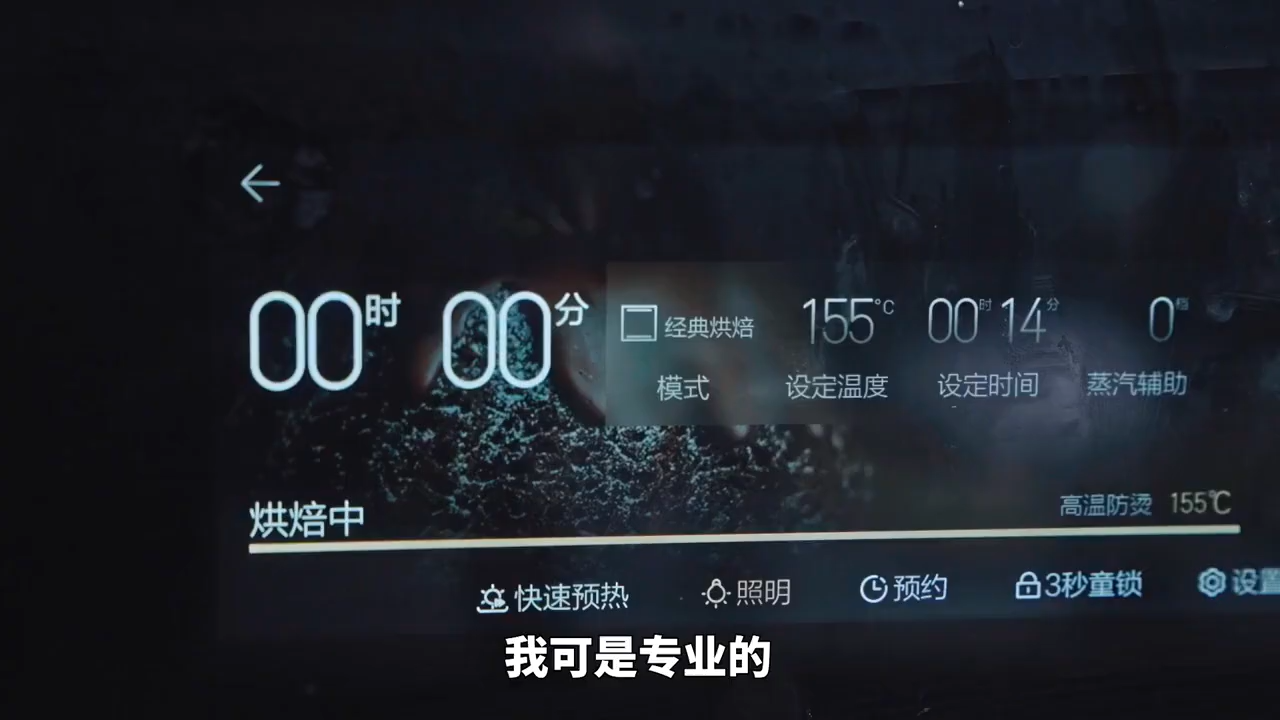 00时 00分
经典烘焙 155°C 00时14分 0档
模式 设定温度 设定时间 蒸汽辅助
烘焙中
高温防烫 155℃
快速预热 照明 预约 3秒童锁 设置
我可是专业的